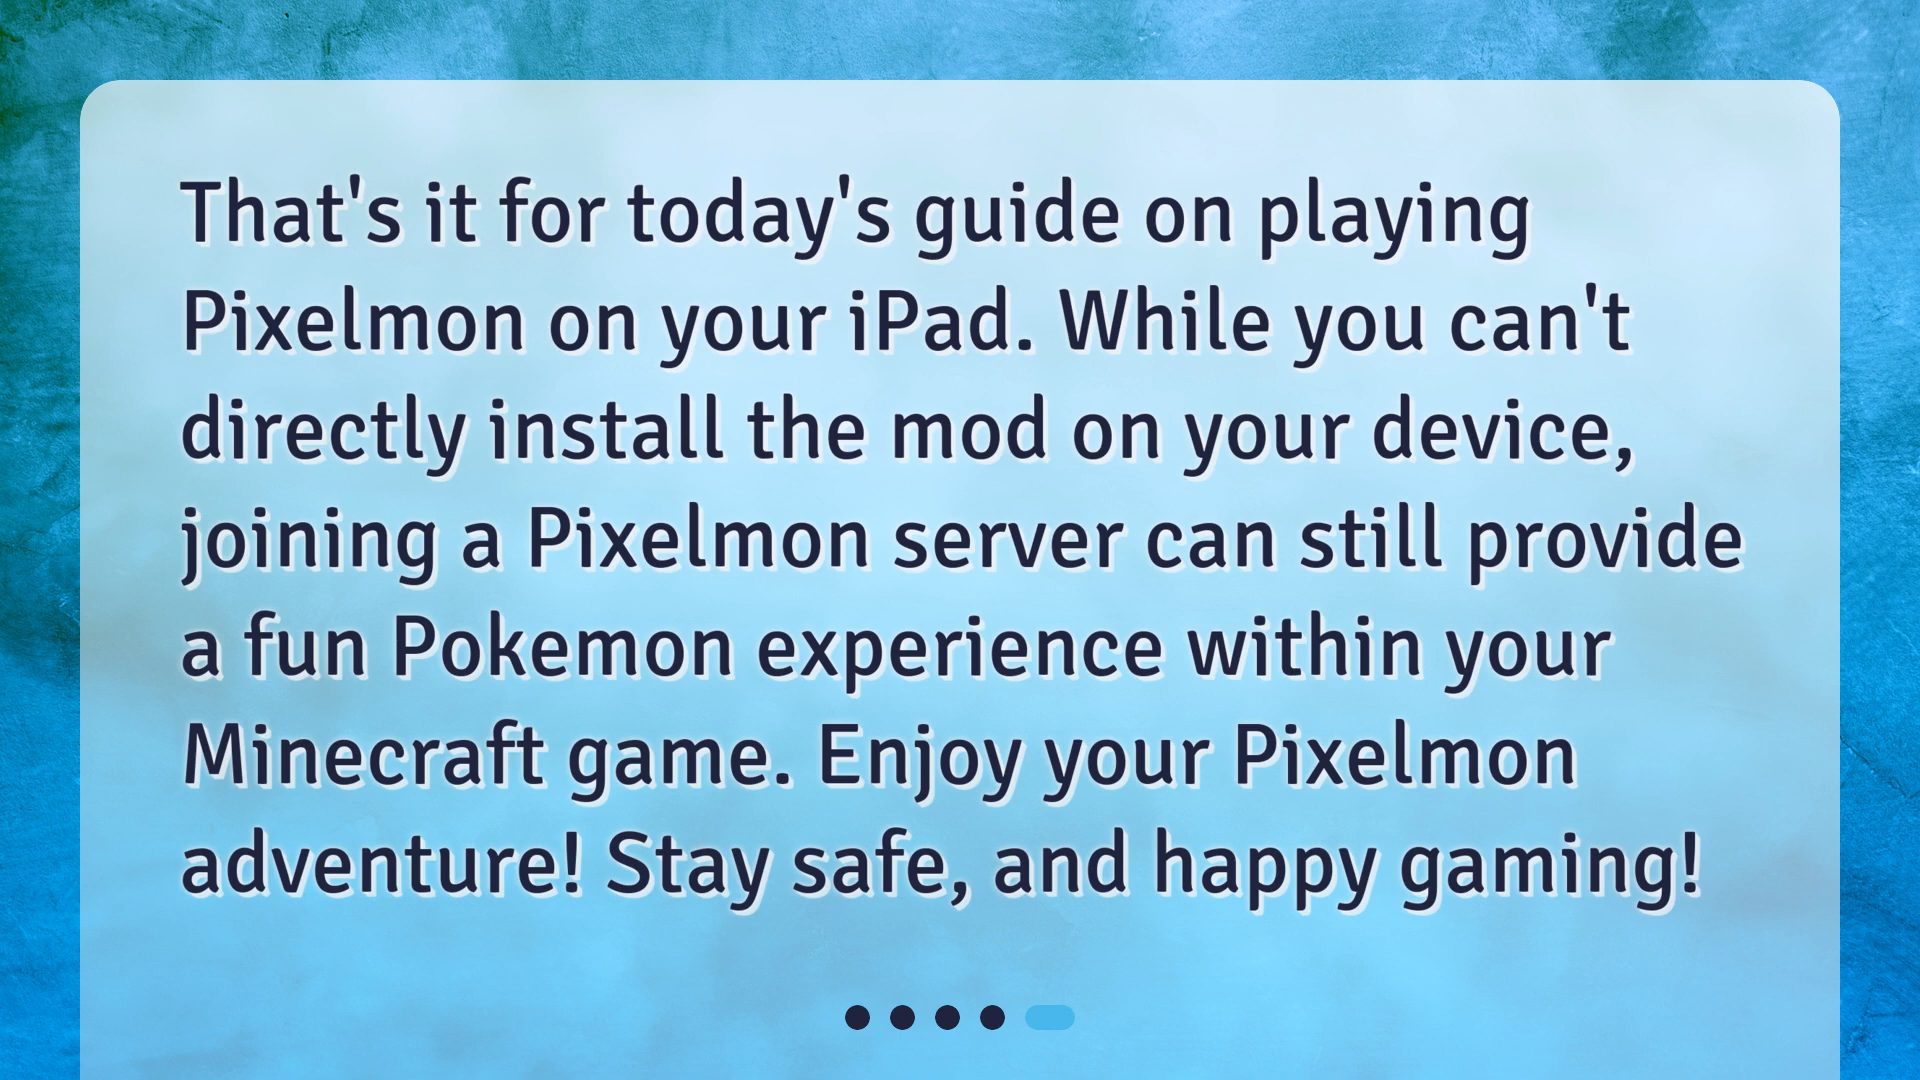 That's it for today's guide on playing
Pixelmon on your iPad. While you can't
directly install the mod on your device,
joining a Pixelmon server can still provide
a fun Pokemon experience within your
Minecraft game. Enjoy your Pixelmon
adventure! Stay safe, and happy gaming!